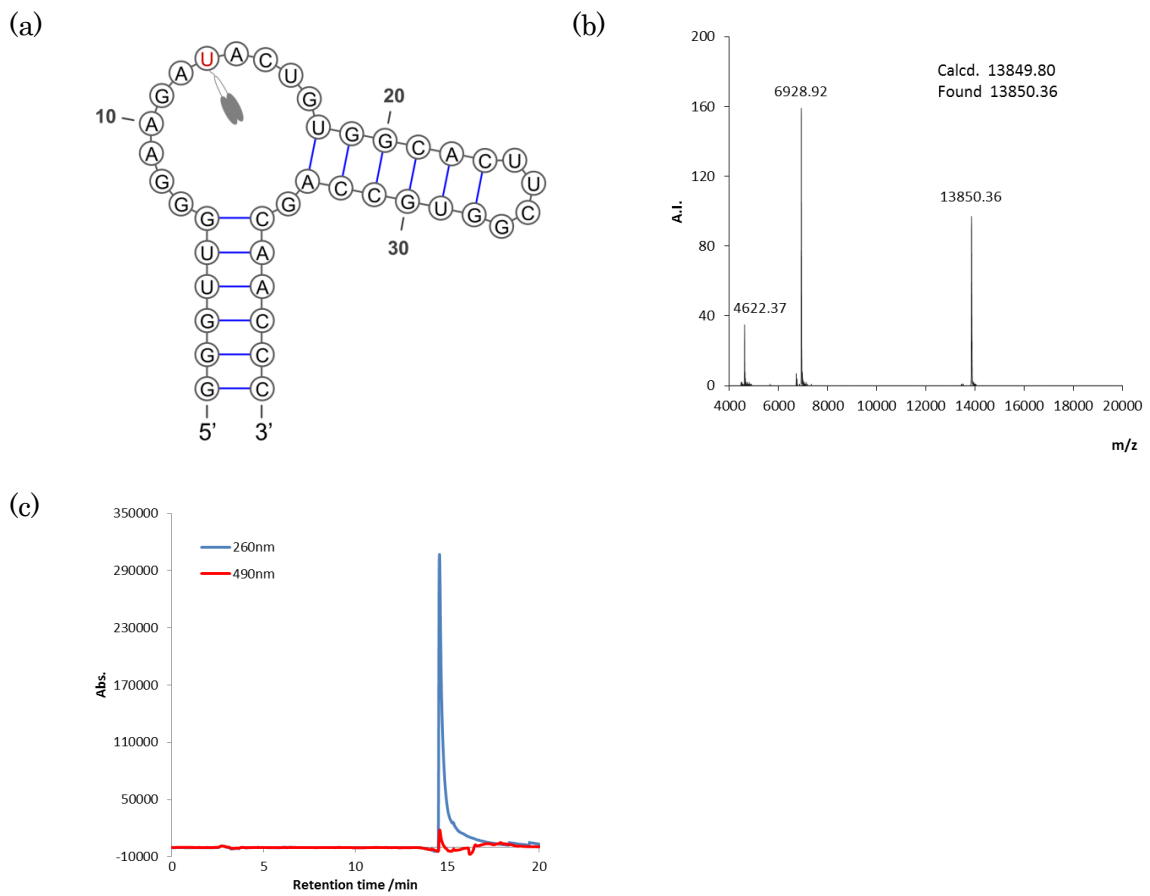 (a)
G G G U U G G G A A G A U A C U G U G G C A C U U C G G U G C C A G C A A C C C
10
20
30
5’ 3’
(b)
200
160
120
80
40
0
A.I.
Calcd. 13849.80
Found 13850.36
6928.92
13850.36
4622.37
4000 6000 8000 10000 12000 14000 16000 18000 20000
m/z
(c)
350000
290000
230000
170000
110000
50000
-10000
Abs.
260nm
490nm
0 5 10 15 20
Retention time /min